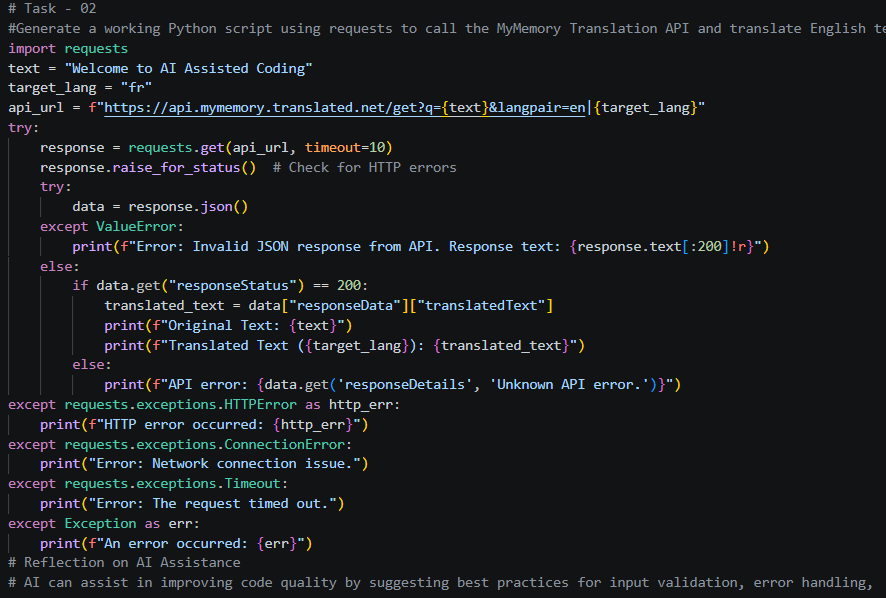 # Task - 02
#Generate a working Python script using requests to call the MyMemory Translation API and translate English te
import requests
text = "Welcome to AI Assisted Coding"
target_lang = "fr"
api_url = f"https://api.mymemory.translated.net/get?q={text}&langpair=en|{target_lang}"
try:
    response = requests.get(api_url, timeout=10)
    response.raise_for_status()  # Check for HTTP errors
    try:
        data = response.json()
    except ValueError:
        print(f"Error: Invalid JSON response from API. Response text: {response.text[:200]!r}")
    else:
        if data.get("responseStatus") == 200:
            translated_text = data["responseData"]["translatedText"]
            print(f"Original Text: {text}")
            print(f"Translated Text ({target_lang}): {translated_text}")
        else:
            print(f"API error: {data.get('responseDetails', 'Unknown API error.')}")
except requests.exceptions.HTTPError as http_err:
    print(f"HTTP error occurred: {http_err}")
except requests.exceptions.ConnectionError:
    print("Error: Network connection issue.")
except requests.exceptions.Timeout:
    print("Error: The request timed out.")
except Exception as err:
    print(f"An error occurred: {err}")
# Reflection on AI Assistance
# AI can assist in improving code quality by suggesting best practices for input validation, error handling,